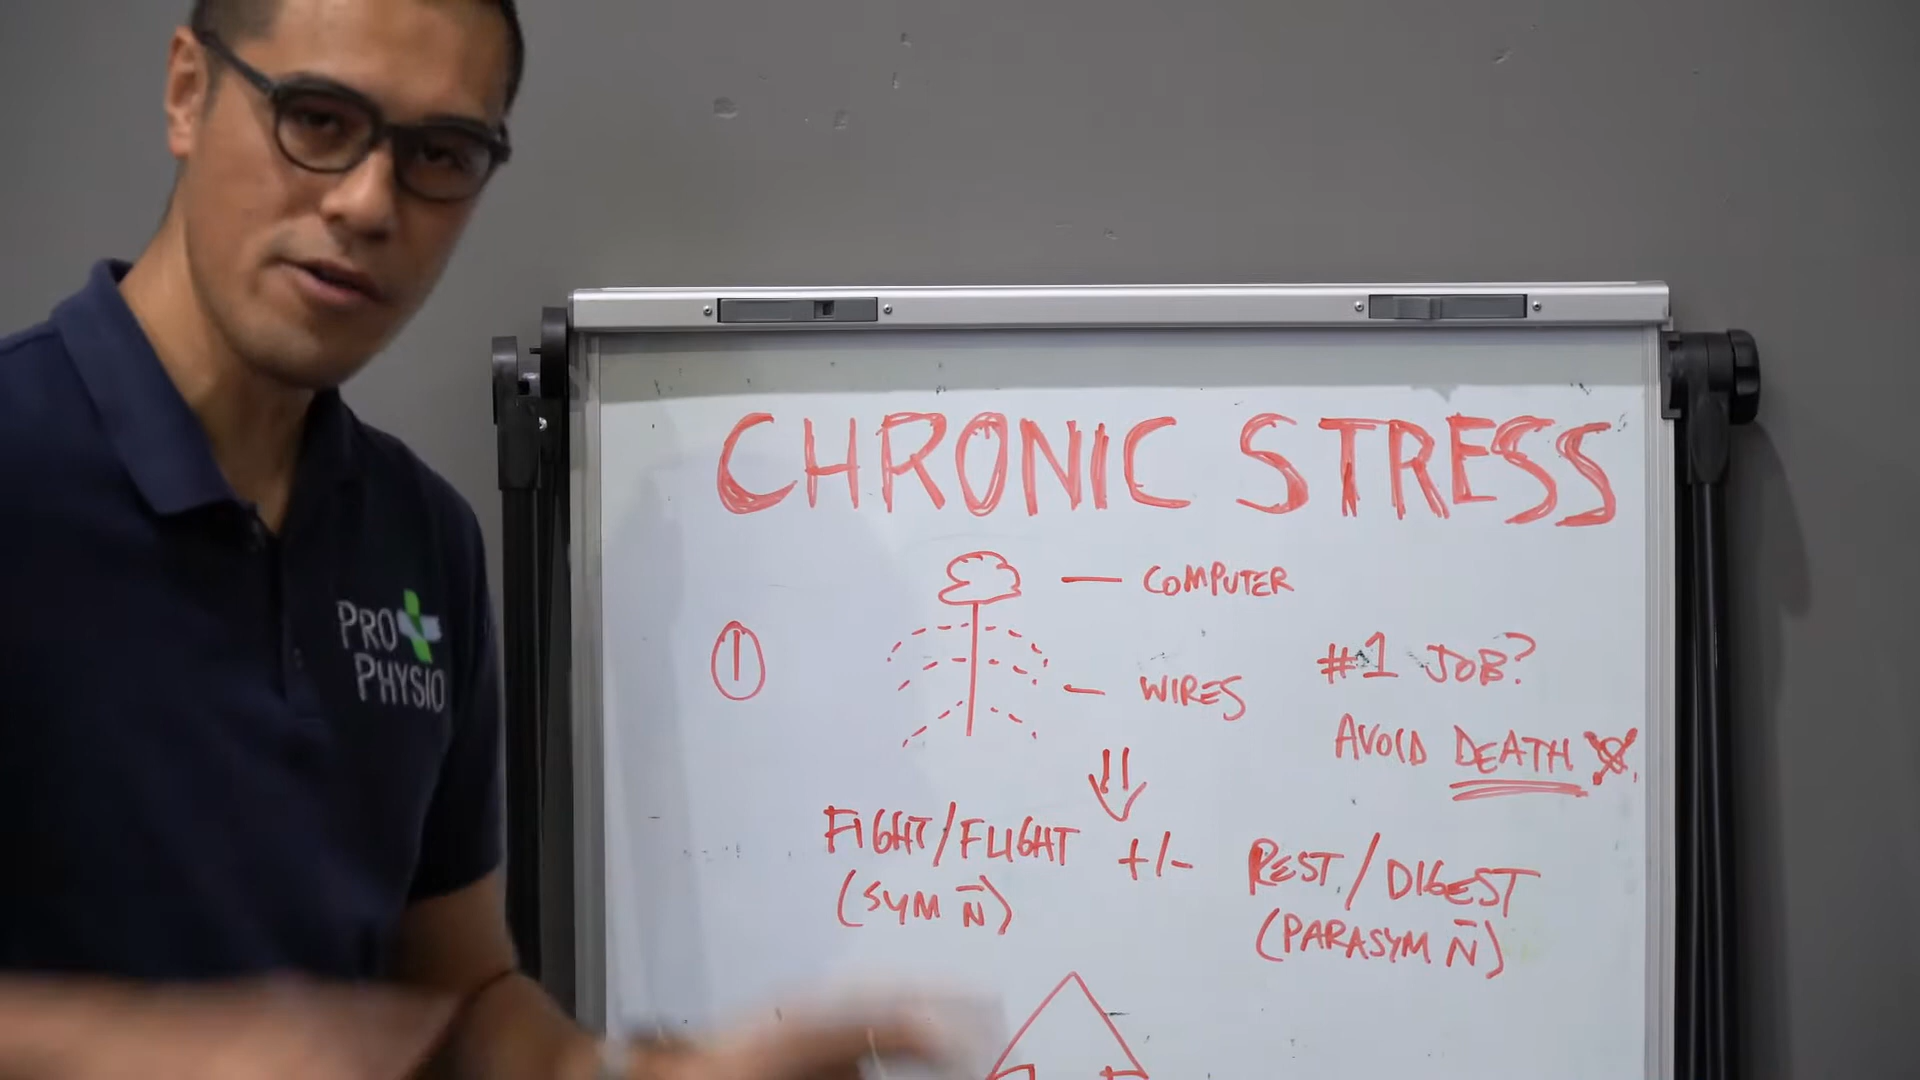 PRO
PHYSIO
CHRONIC STRESS
COMPUTER
①
WIRES
#1 JOB?
AVOID DEATH
FIGHT/FLIGHT +/- REST/DIGEST
(SYM N̄) (PARASYM N̄)